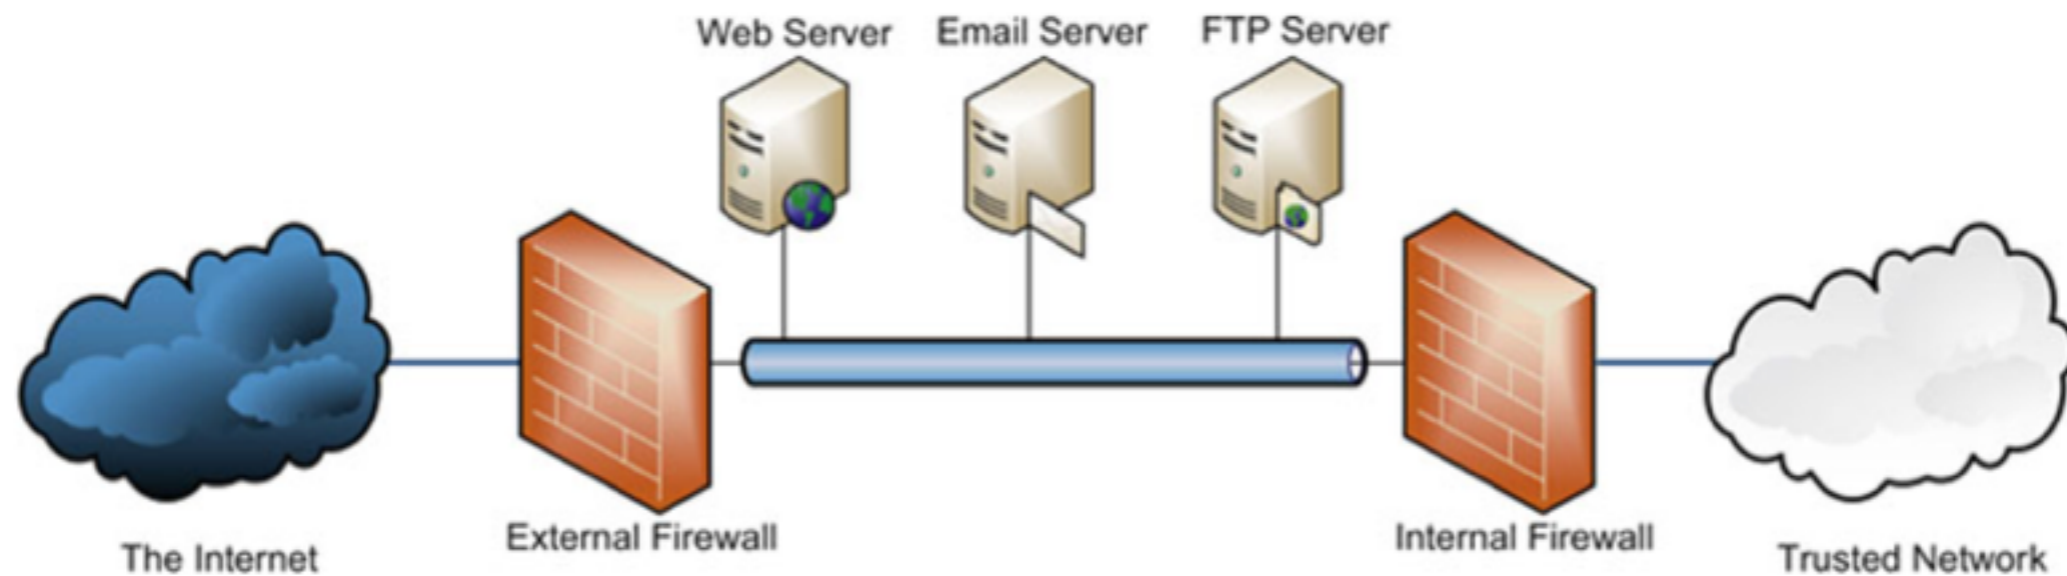 Web Server
Email Server
FTP Server
The Internet
External Firewall
Internal Firewall
Trusted Network